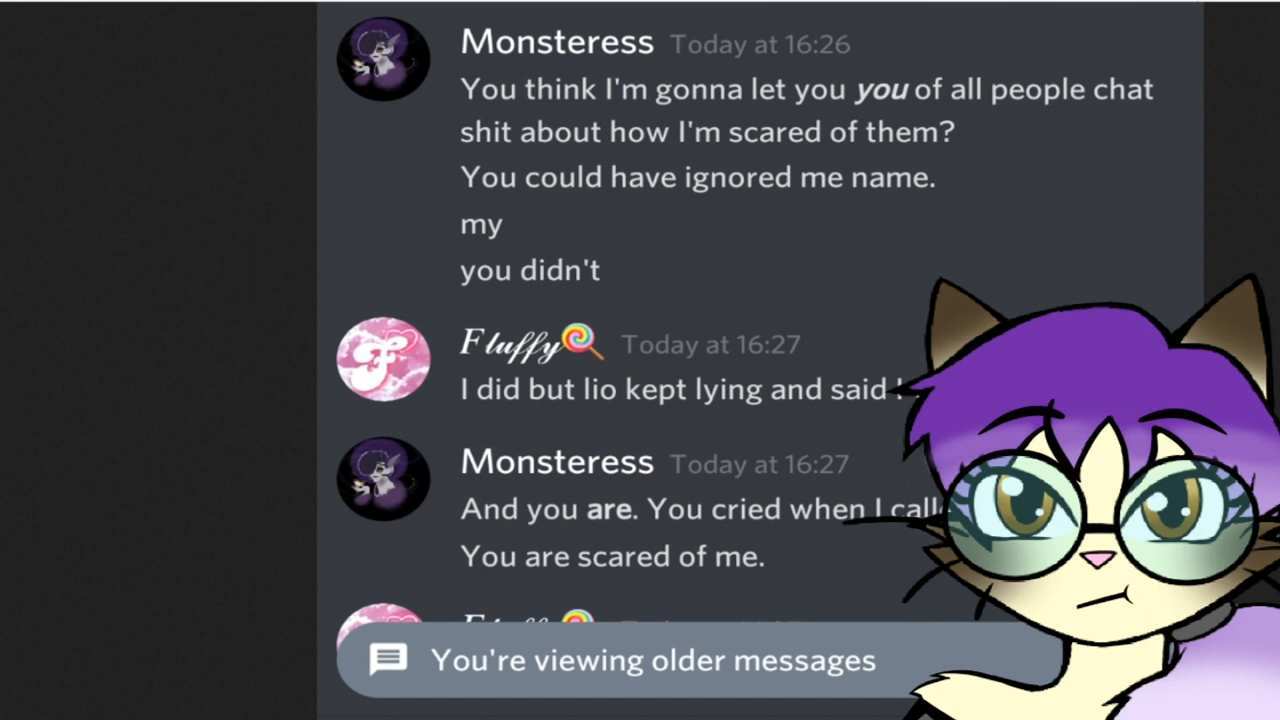 Monsteress Today at 16:26
You think I'm gonna let you you of all people chat
shit about how I'm scared of them?
You could have ignored me name.
my
you didn't
F
Fluffy🍭 Today at 16:27
I did but lio kept lying and said
Monsteress Today at 16:27
And you are. You cried when I
You are scared of me.
You're viewing older messages